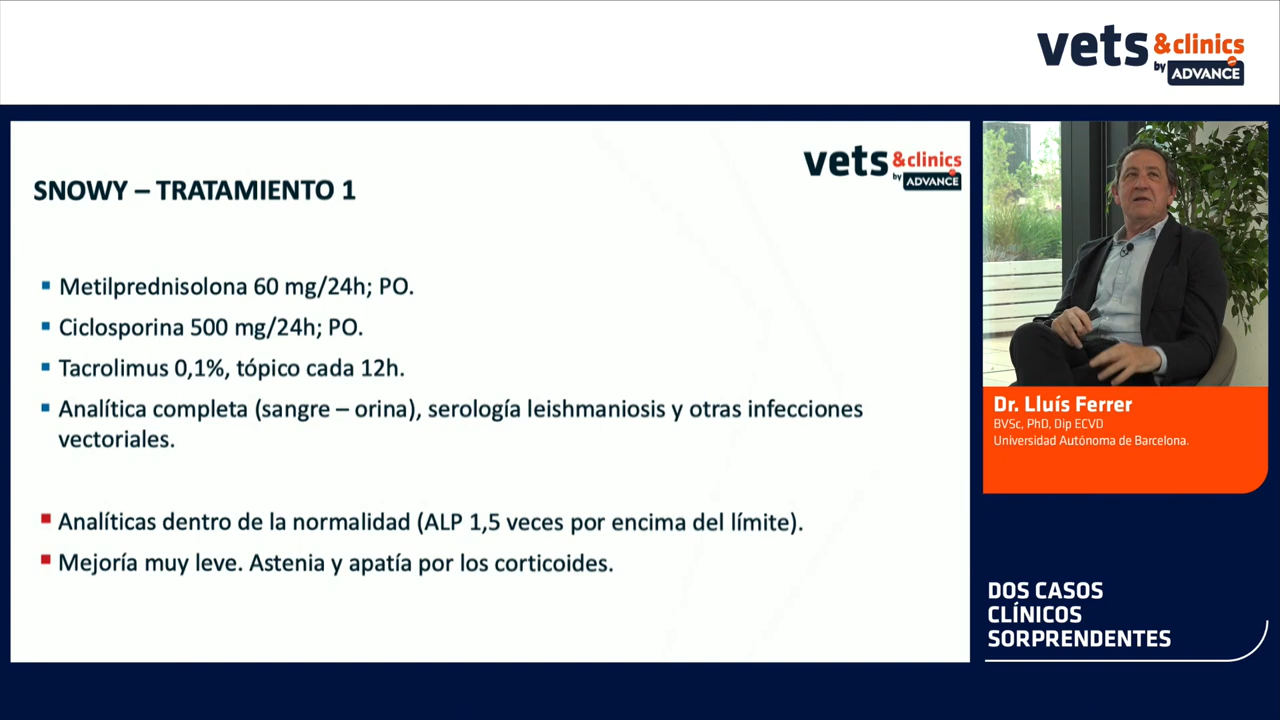 vets &clinics
by ADVANCE
vets &clinics
by ADVANCE
SNOWY – TRATAMIENTO 1
▪ Metilprednisolona 60 mg/24h; PO.
▪ Ciclosporina 500 mg/24h; PO.
▪ Tacrolimus 0,1%, tópico cada 12h.
▪ Analítica completa (sangre – orina), serología leishmaniosis y otras infecciones
vectoriales.
▪ Analíticas dentro de la normalidad (ALP 1,5 veces por encima del límite).
▪ Mejoría muy leve. Astenia y apatía por los corticoides.
Dr. Lluís Ferrer
BVSc, PhD, Dip ECVD
Universidad Autónoma de Barcelona.
DOS CASOS
CLÍNICOS
SORPRENDENTES